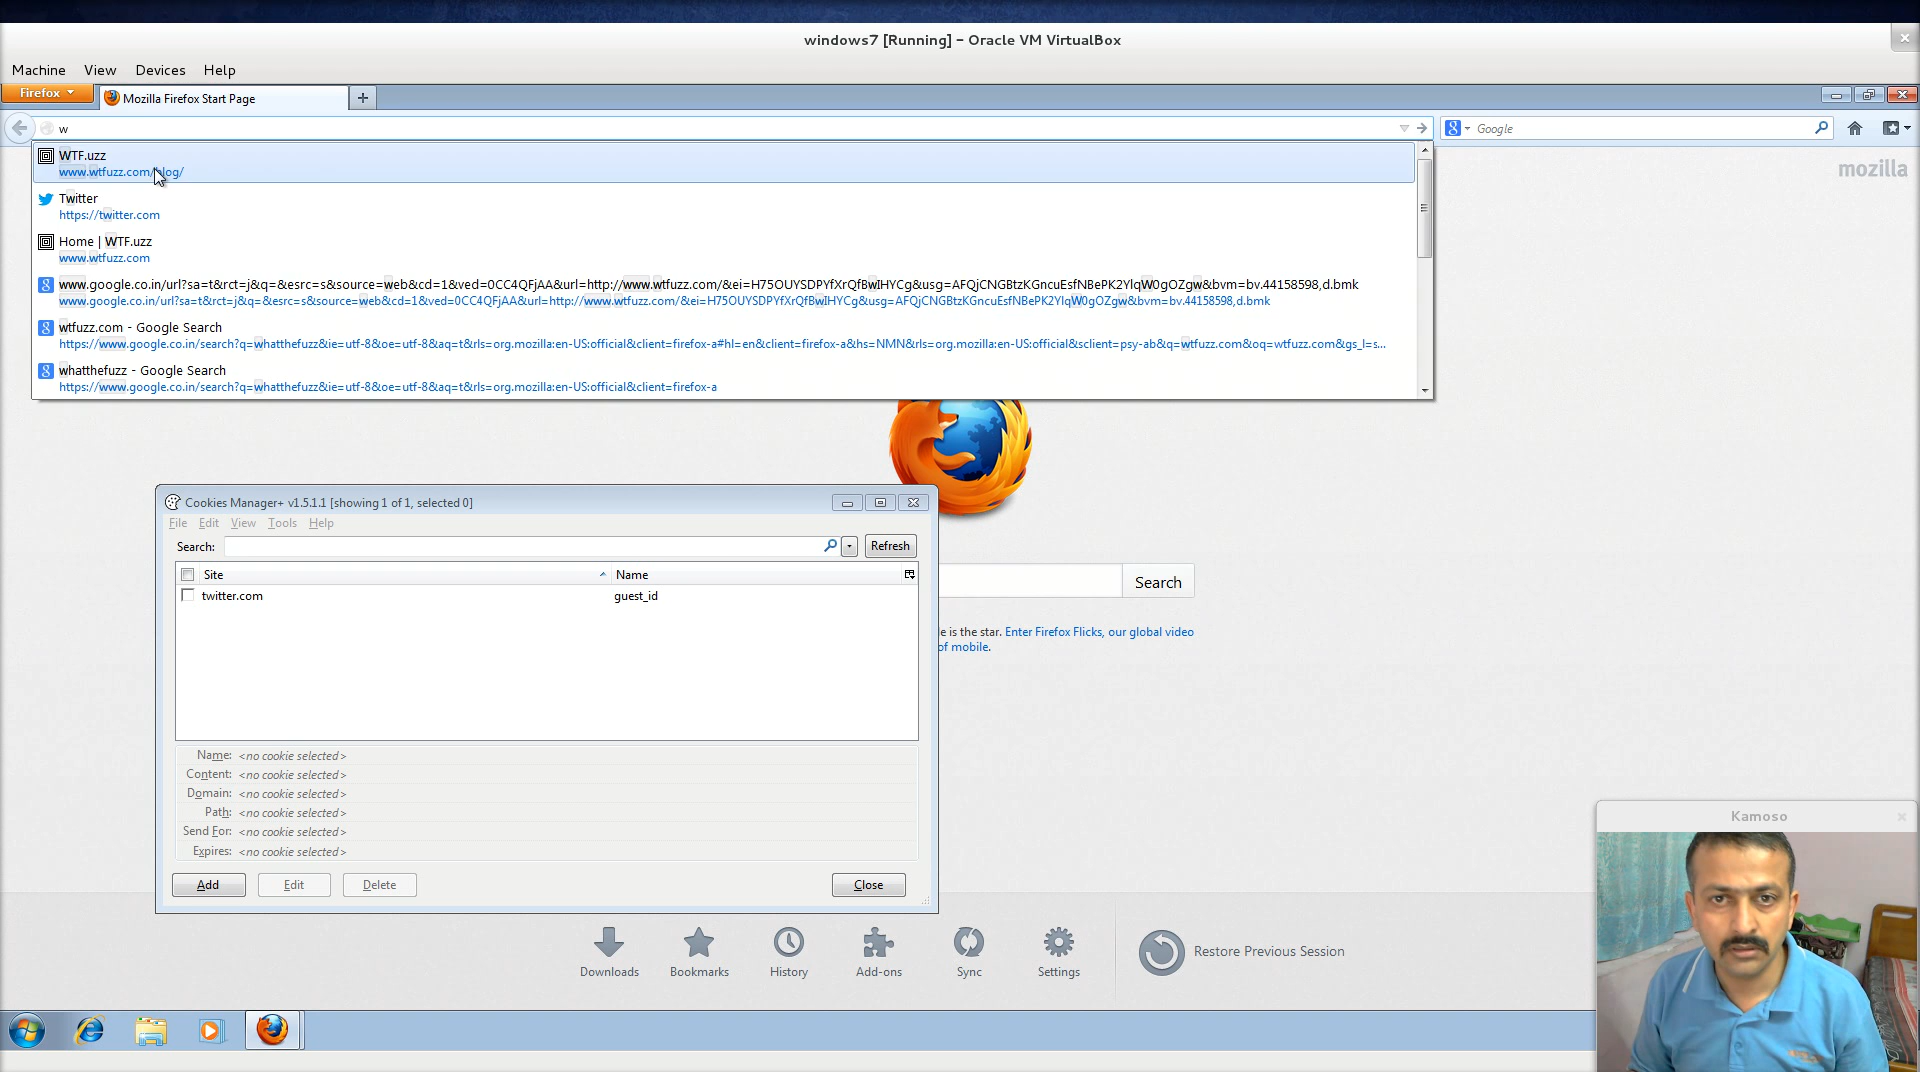 windows7 [Running] - Oracle VM VirtualBox
Machine View Devices Help
Firefox
Mozilla Firefox Start Page
w
Google
WTF.uzz
www.wtfuzz.com/blog/
mozilla
Twitter
https://twitter.com
Home | WTF.uzz
www.wtfuzz.com
www.google.co.in/url?sa=t&rct=j&q=&esrc=s&source=web&cd=1&ved=0CC4QFjAA&url=http://www.wtfuzz.com/&ei=H75OUYSDPYfXrQfBwIHYCg&usg=AFQjCNGBtzKGncuEsfNBePK2YlqW0gOZgw&bvm=bv.44158598,d.bmk
www.google.co.in/url?sa=t&rct=j&q=&esrc=s&source=web&cd=1&ved=0CC4QFjAA&url=http://www.wtfuzz.com/&ei=H75OUYSDPYfXrQfBwIHYCg&usg=AFQjCNGBtzKGncuEsfNBePK2YlqW0gOZgw&bvm=bv.44158598,d.bmk
wtfuzz.com - Google Search
https://www.google.co.in/search?q=whatthefuzz&ie=utf-8&oe=utf-8&aq=t&rls=org.mozilla:en-US:official&client=firefox-a#hl=en&client=firefox-a&hs=NMN&rls=org.mozilla:en-US:official&sclient=psy-ab&q=wtfuzz.com&oq=wtfuzz.com&gs_l=s...
whatthefuzz - Google Search
https://www.google.co.in/search?q=whatthefuzz&ie=utf-8&oe=utf-8&aq=t&rls=org.mozilla:en-US:official&client=firefox-a
Cookies Manager+ v1.5.1.1 [showing 1 of 1, selected 0]
File Edit View Tools Help
Search: Refresh
Site Name
twitter.com guest_id
Search
e is the star. Enter Firefox Flicks, our global video
of mobile.
Name: <no cookie selected>
Content: <no cookie selected>
Domain: <no cookie selected>
Path: <no cookie selected>
Send For: <no cookie selected>
Expires: <no cookie selected>
Add Edit Delete Close
Kamoso
Downloads Bookmarks History Add-ons Sync Settings Restore Previous Session